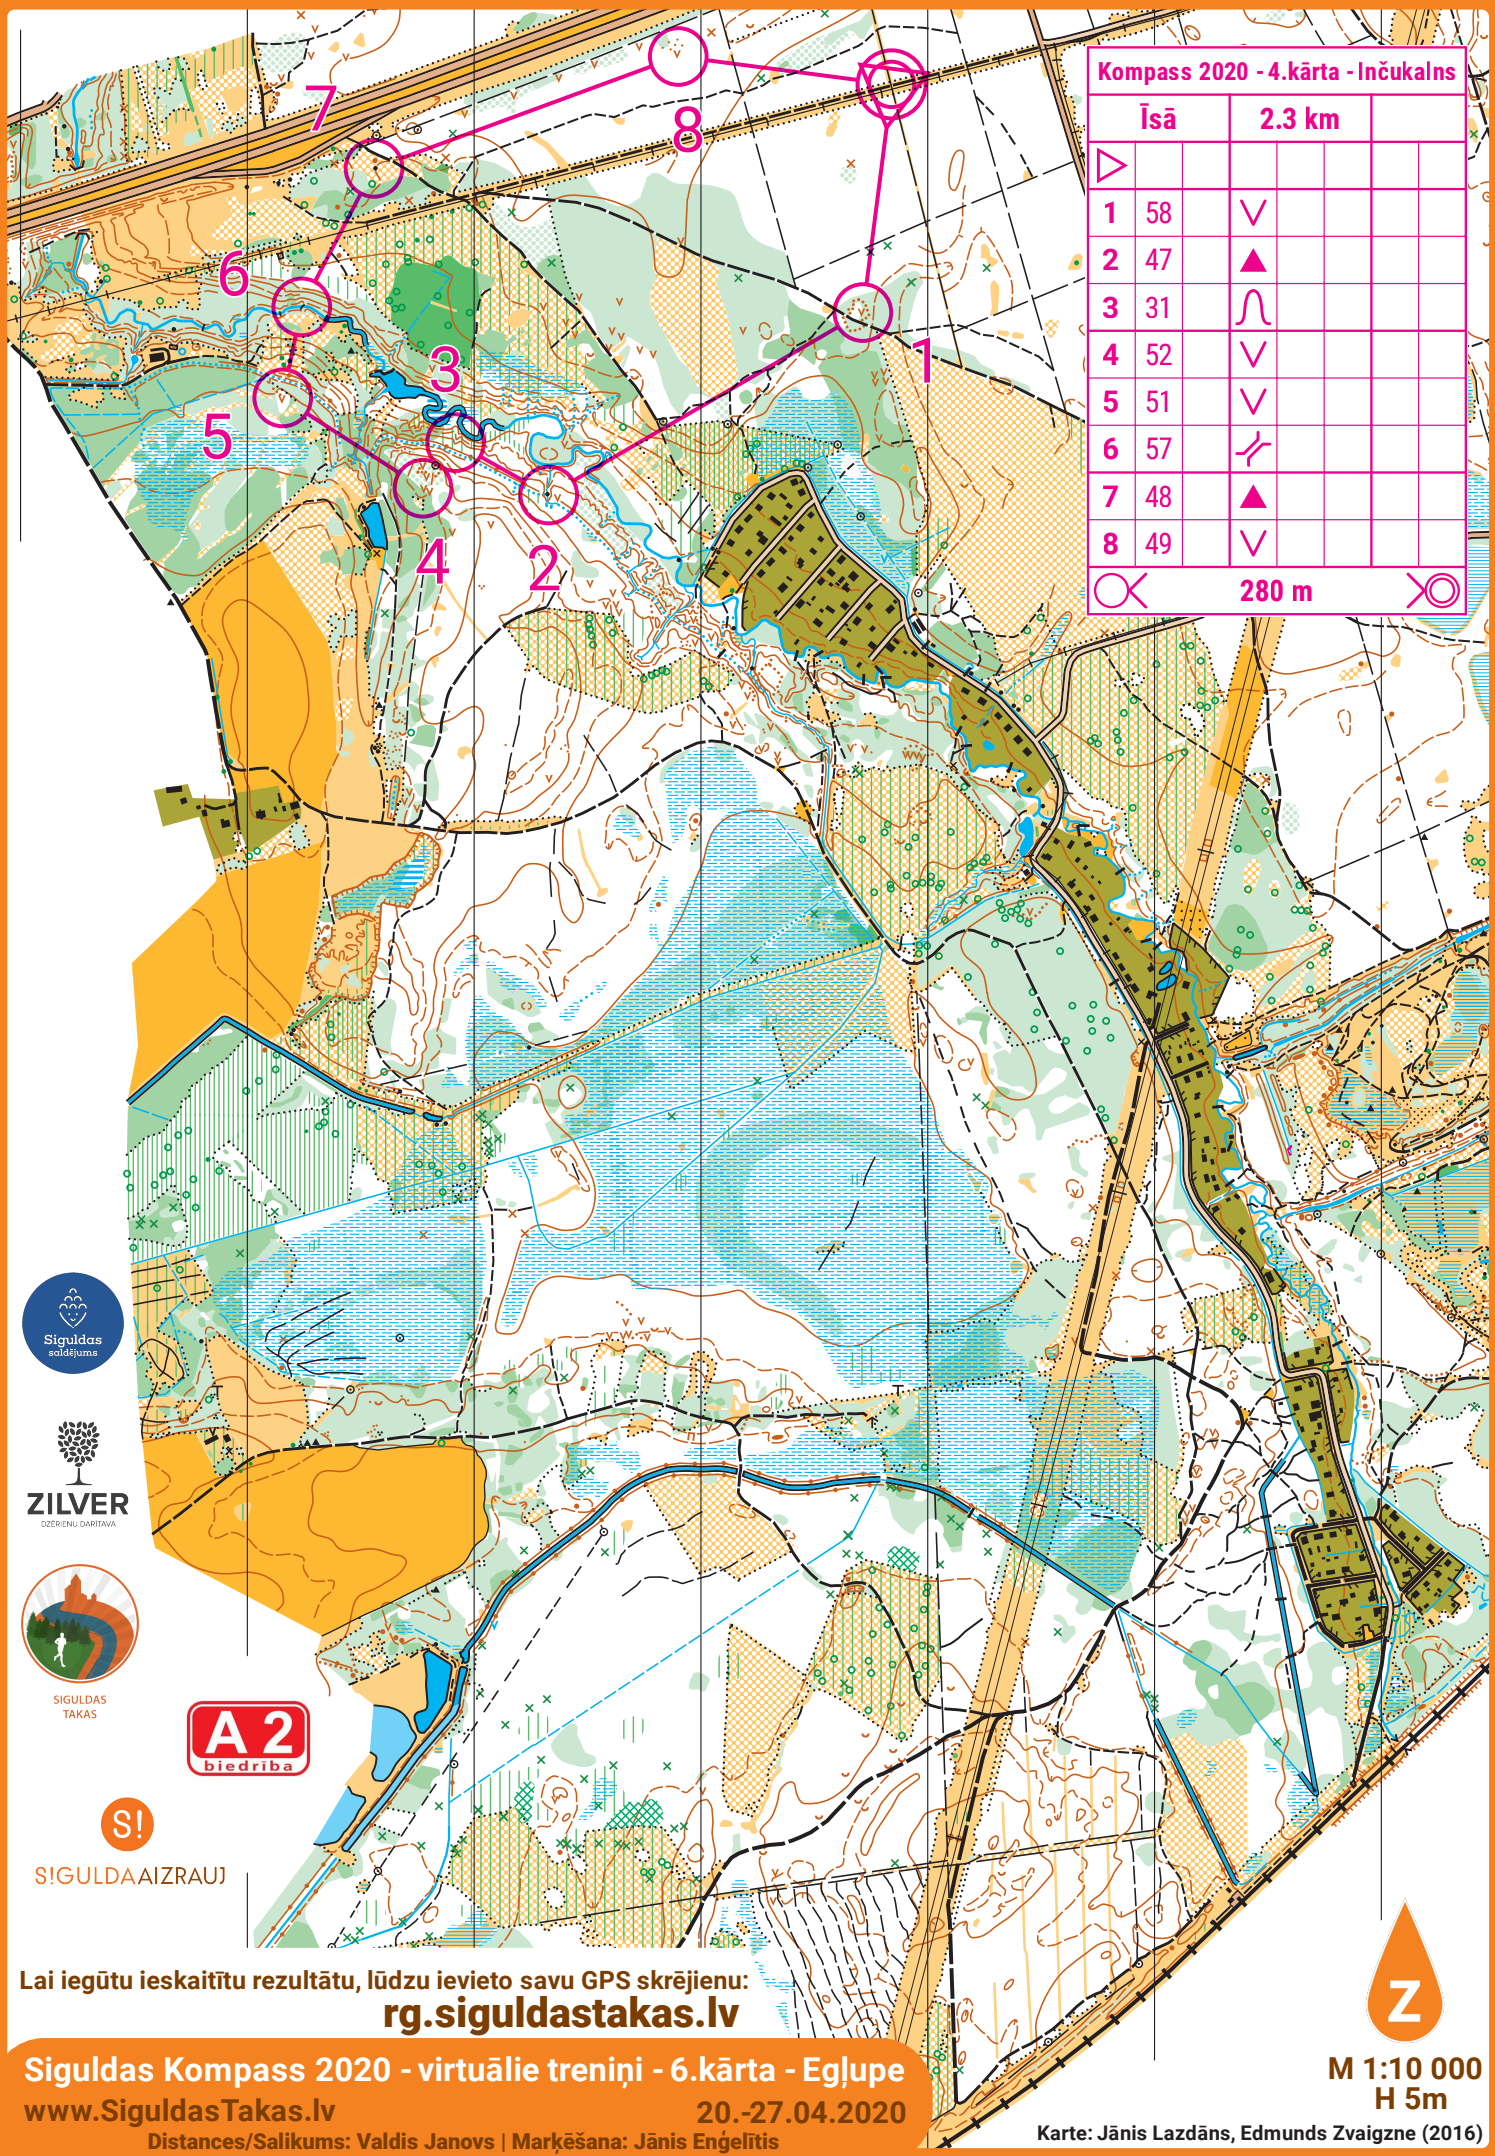 Kompass 2020 - 4.kārta - Inčukalns
Īsā 2.3 km
1 58
2 47
3 31
4 52
5 51
6 57
7 48
8 49
280 m
7
8
6
3
1
5
4
2
Siguldas
saldējums
ZILVER
DZĒRIENU DARĪTAVA
SIGULDAS
TAKAS
A 2
biedrība
S!
S!GULDAAIZRAUJ
Lai iegūtu ieskaitītu rezultātu, lūdzu ievieto savu GPS skrējienu:
rg.siguldastakas.lv
Siguldas Kompass 2020 - virtuālie treniņi - 6.kārta - Egļupe
www.SiguldasTakas.lv 20.-27.04.2020
Distances/Salikums: Valdis Janovs | Marķēšana: Jānis Enģelītis
Z
M 1:10 000
H 5m
Karte: Jānis Lazdāns, Edmunds Zvaigzne (2016)